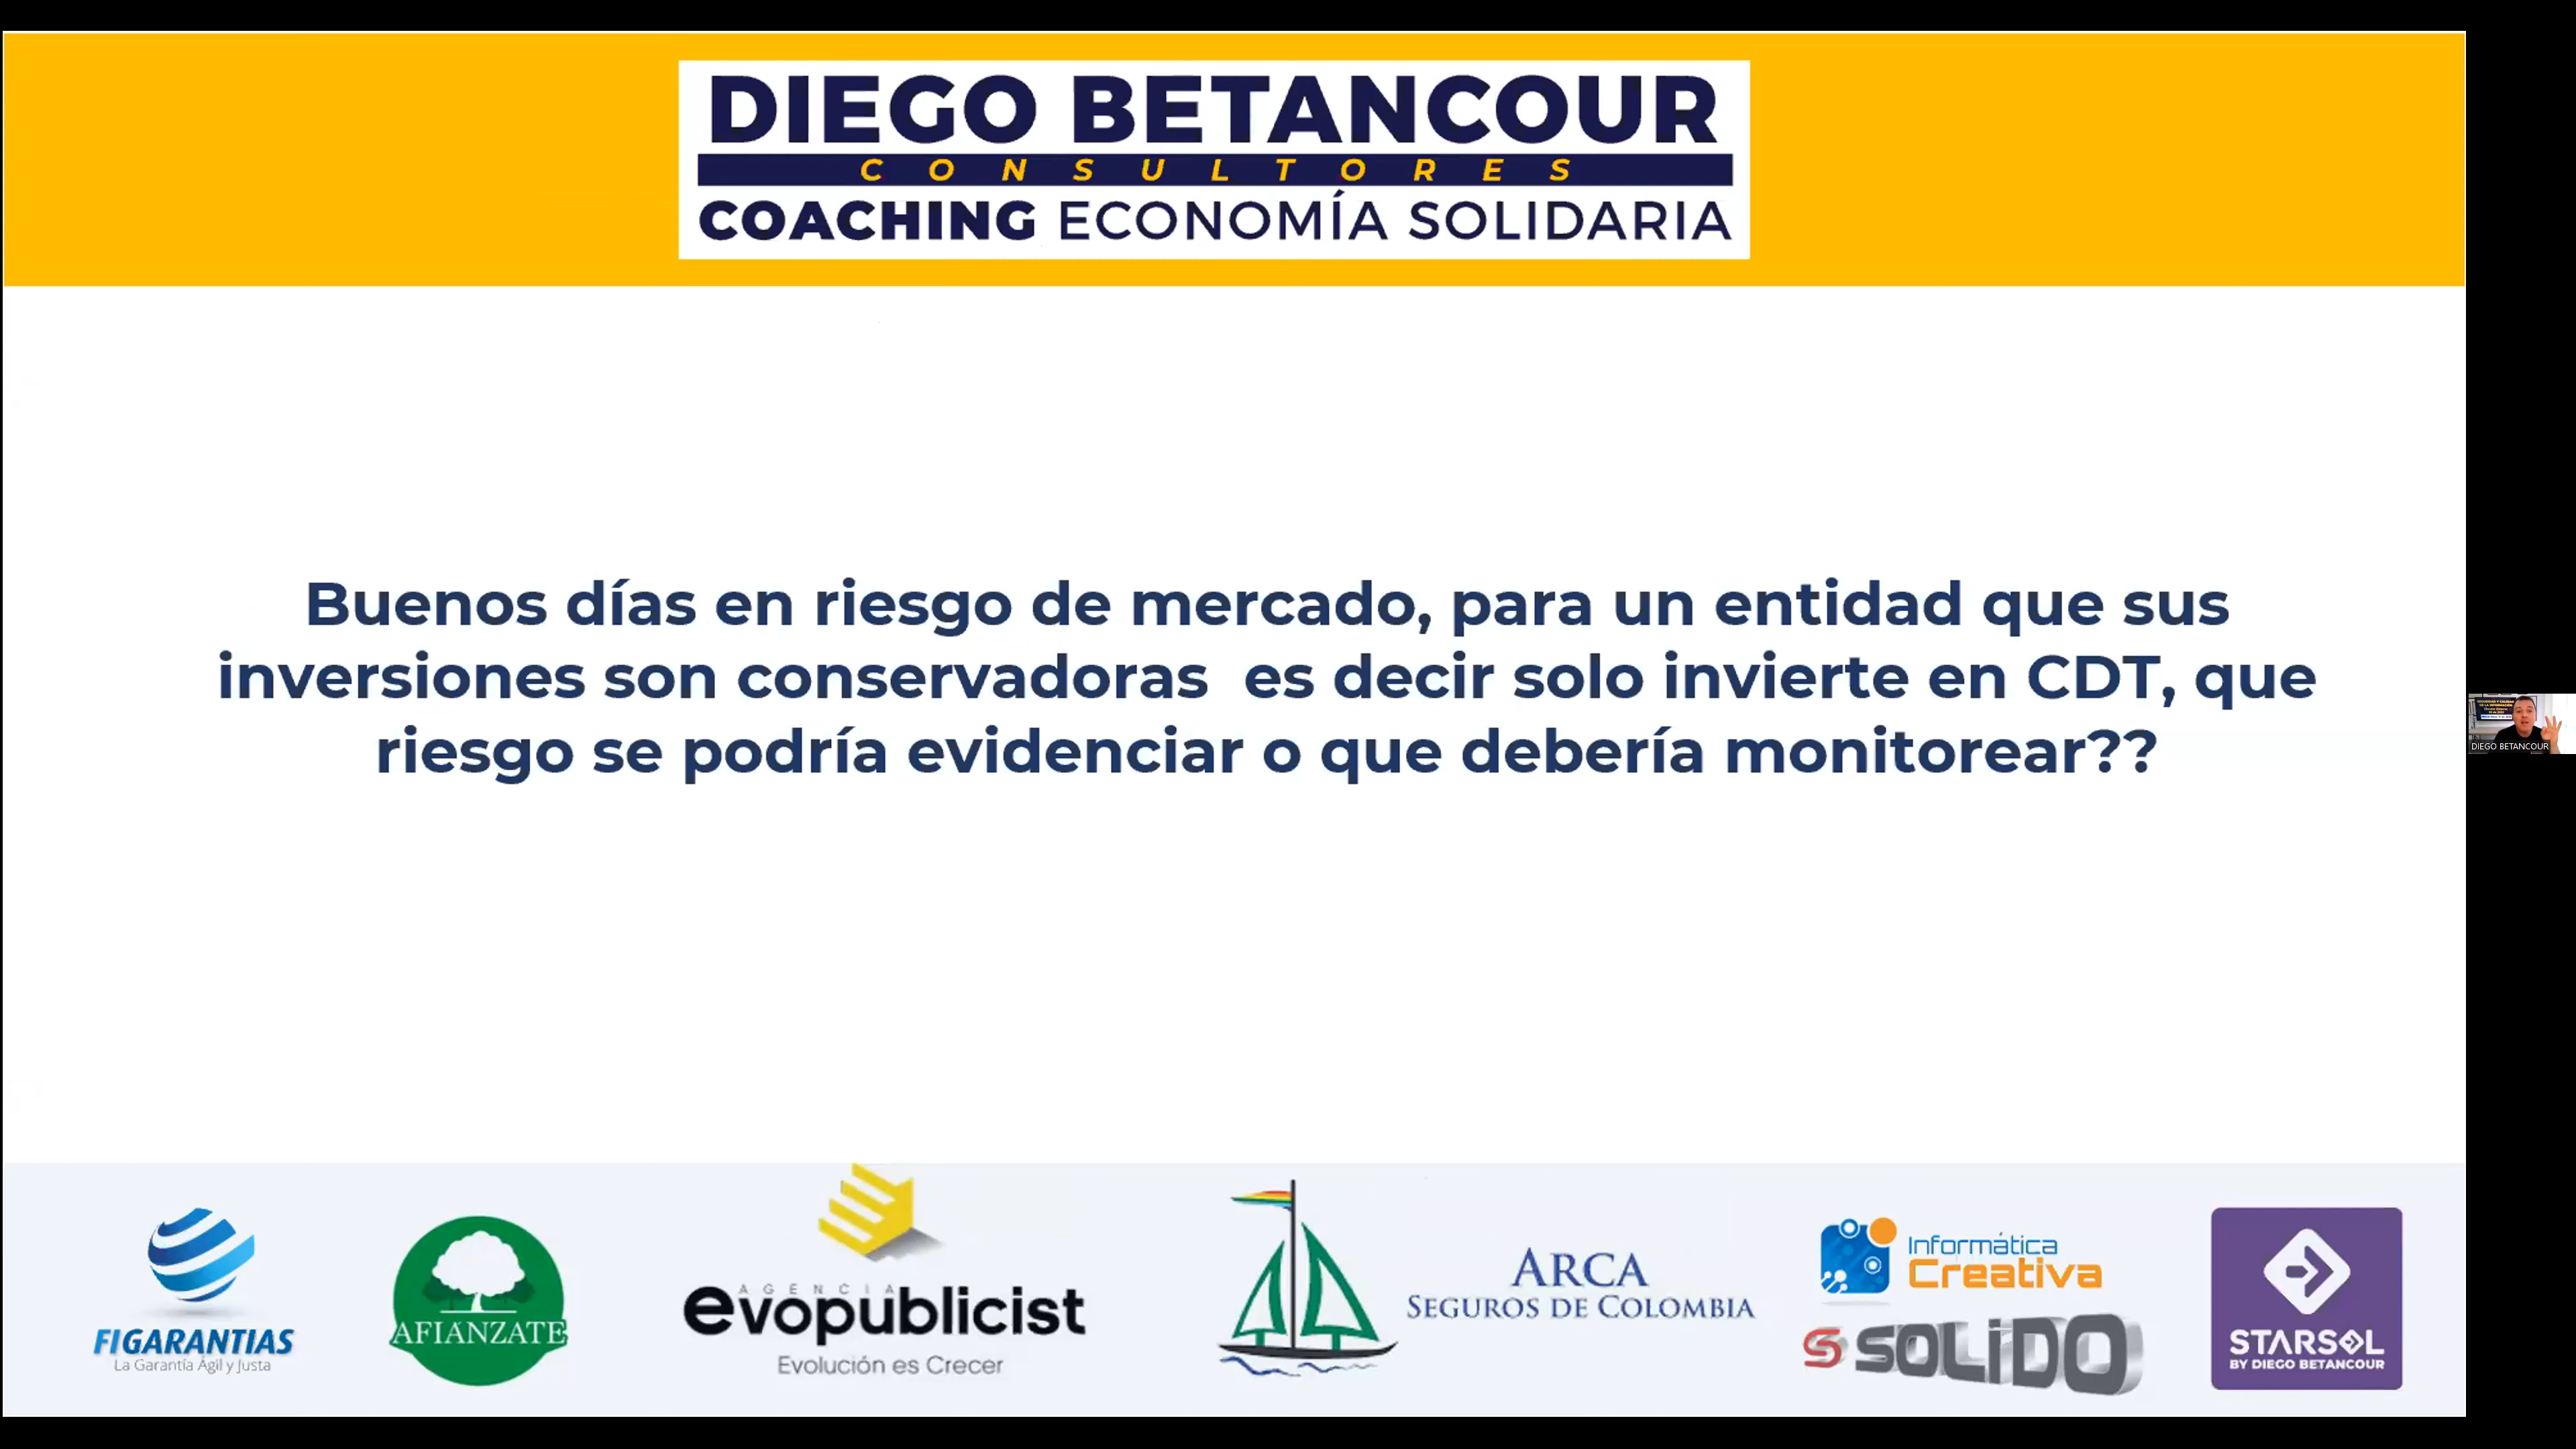 DIEGO BETANCOUR
CONSULTORES
COACHING ECONOMÍA SOLIDARIA
Buenos días en riesgo de mercado, para un entidad que sus
inversiones son conservadoras  es decir solo invierte en CDT, que
riesgo se podría evidenciar o que debería monitorear??
DIEGO BETANCOUR
FIGARANTIAS
La Garantía Ágil y Justa
AFIANZATE
AGENCIA
evopublicist
Evolución es Crecer
ARCA
SEGUROS DE COLOMBIA
Informática
Creativa
S SOLiDO
STARSOL
BY DIEGO BETANCOUR